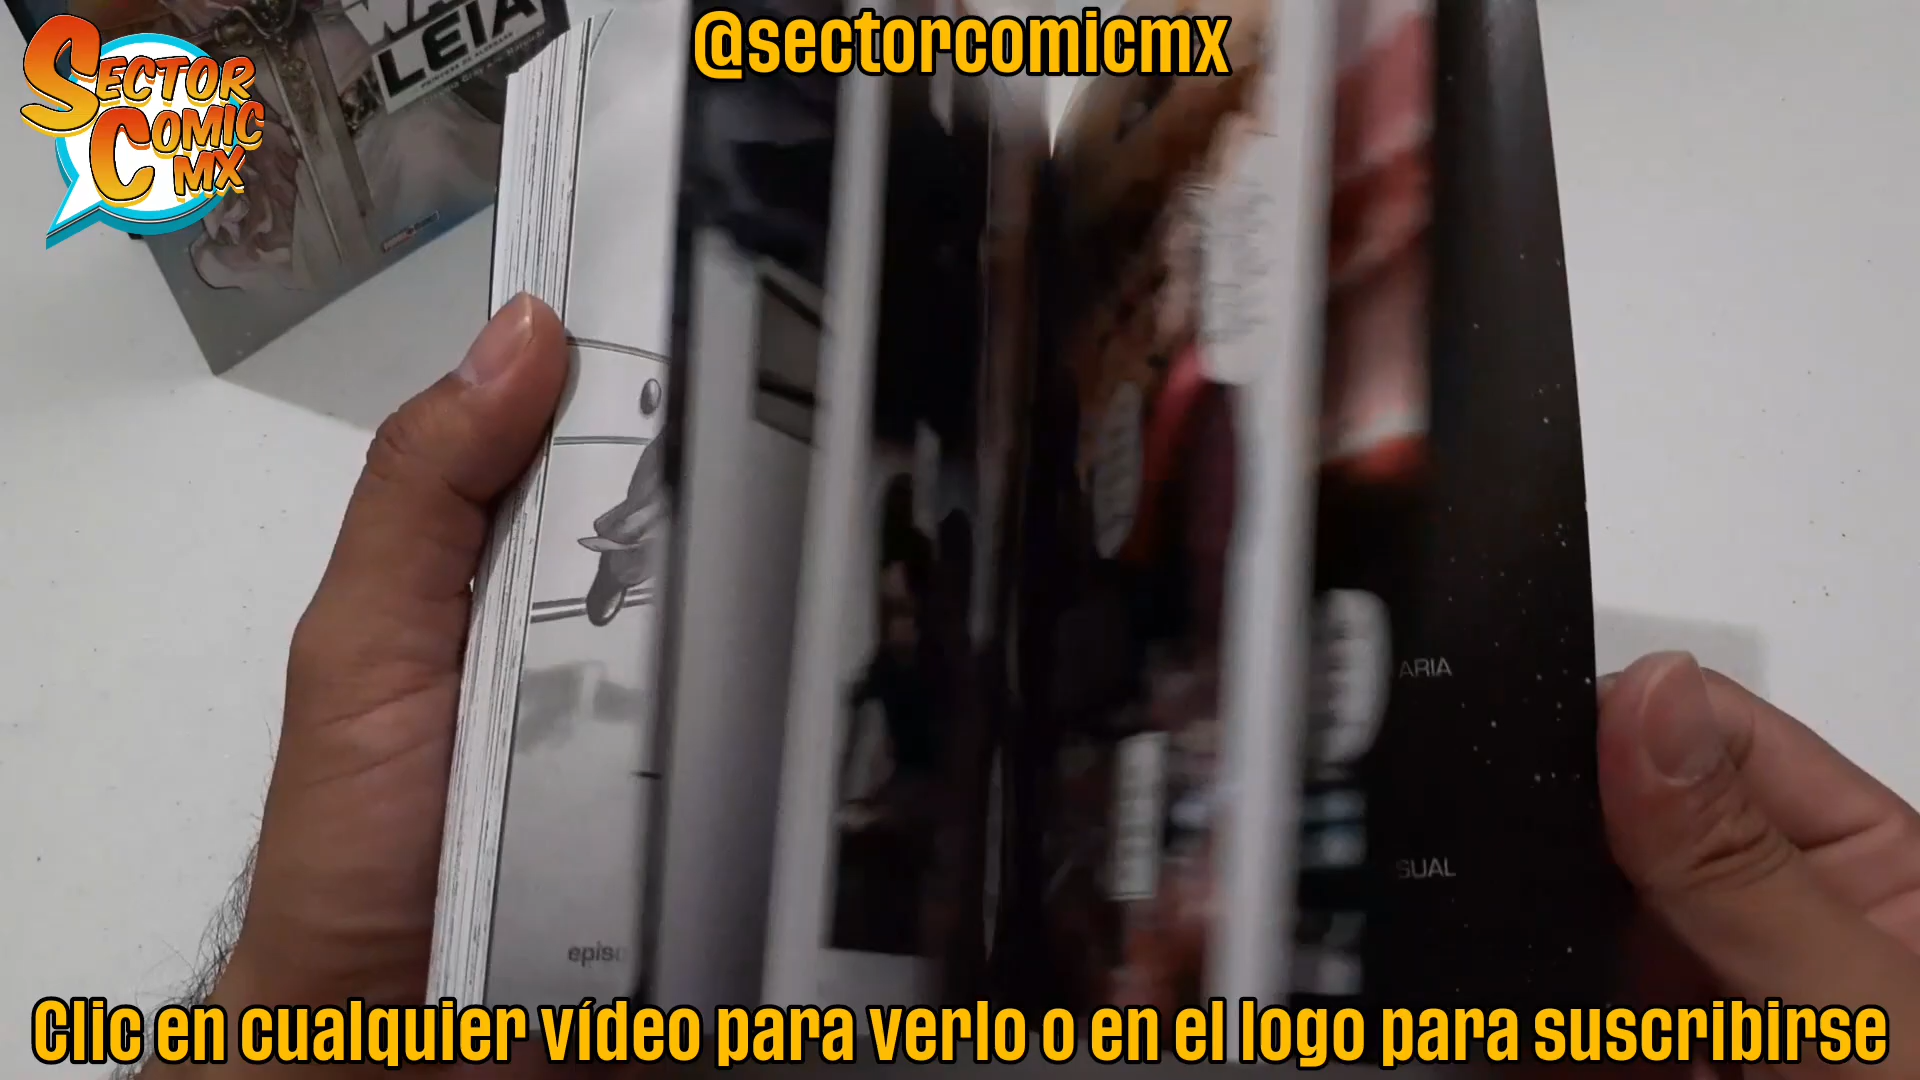 @sectorcomicmx
SECTOR
COMIC
MX
LEIA
ARIA
SUAL
Clic en cualquier vídeo para verlo o en el logo para suscribirse